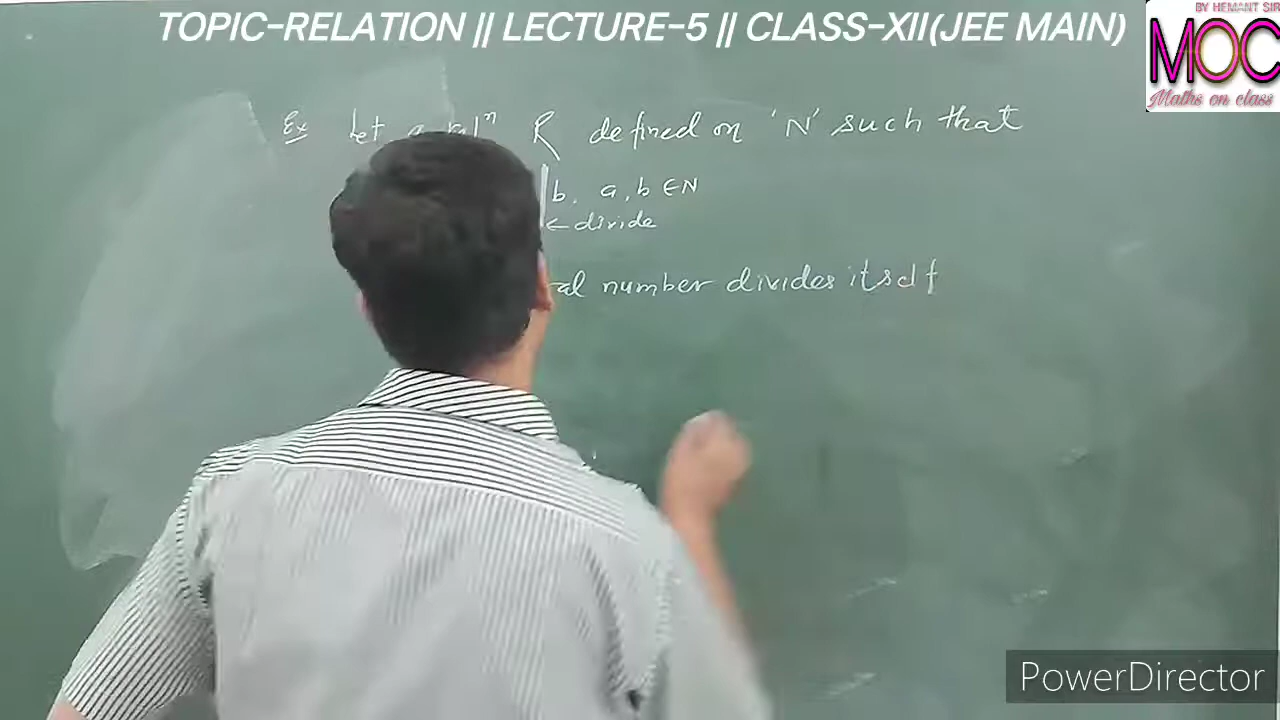 BY HEMANT SIR
TOPIC-RELATION || LECTURE-5 || CLASS-XII(JEE MAIN)
MOC
Maths on class
Ex Let a relⁿ R defined on 'N' such that
|b, a, b ∈ N
← divide
al number divides itself
PowerDirector